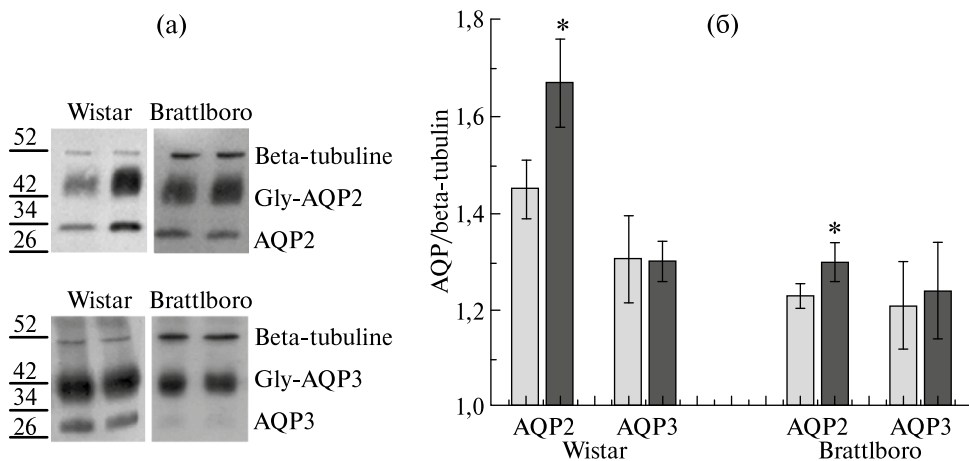 (а)
Wistar Brattlboro
52
42
34
26
Beta-tubuline
Gly-AQP2
AQP2
Wistar Brattlboro
52
42
34
26
Beta-tubuline
Gly-AQP3
AQP3
(б)
AQP/beta-tubulin
1,8
1,6
1,4
1,2
1,0
*
*
AQP2 AQP3 AQP2 AQP3
Wistar Brattlboro